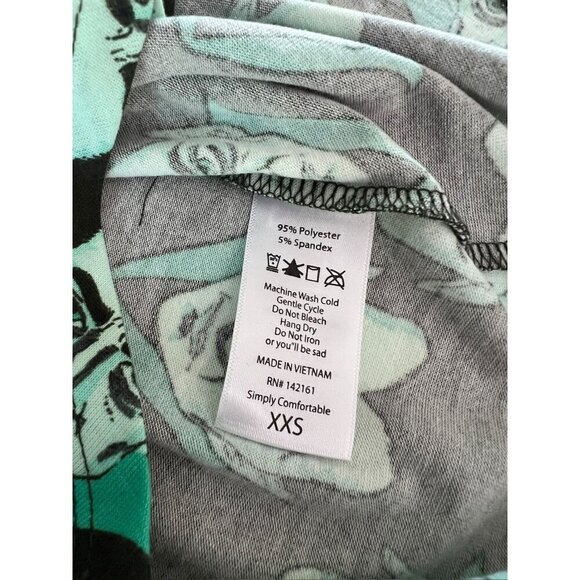 95% Polyester
5% Spandex
Machine Wash Cold
Gentle Cycle
Do Not Bleach
Hang Dry
Do Not Iron
or you"ll be sad
MADE IN VIETNAM
RN# 142161
Simply Comfortable
XXS